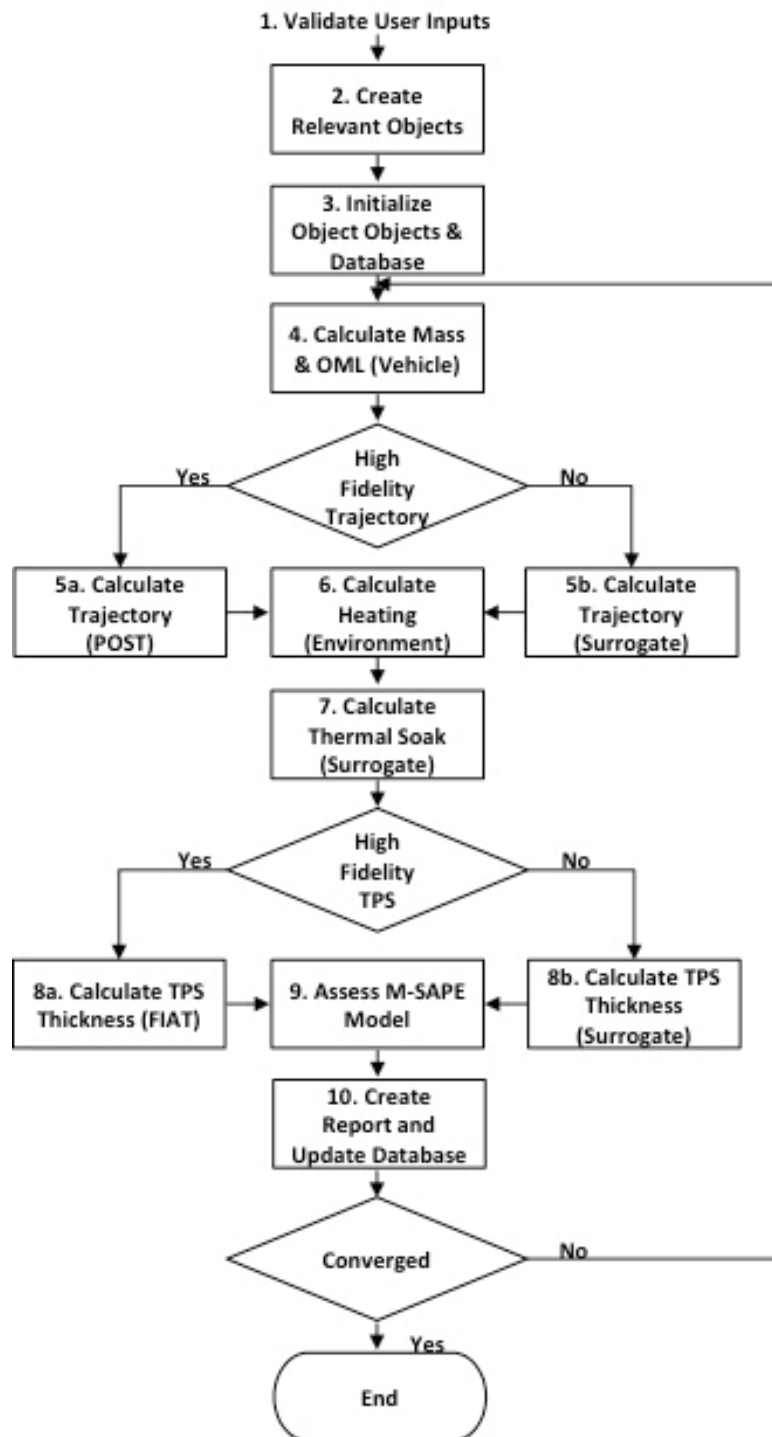 1. Validate User Inputs
2. Create
Relevant Objects
3. Initialize
Object Objects &
Database
4. Calculate Mass
& OML (Vehicle)
High
Fidelity
Trajectory
Yes
No
5a. Calculate
Trajectory
(POST)
6. Calculate
Heating
(Environment)
5b. Calculate
Trajectory
(Surrogate)
7. Calculate
Thermal Soak
(Surrogate)
High
Fidelity
TPS
Yes
No
8a. Calculate TPS
Thickness (FIAT)
9. Assess M-SAPE
Model
8b. Calculate TPS
Thickness
(Surrogate)
10. Create
Report and
Update Database
Converged
No
Yes
End